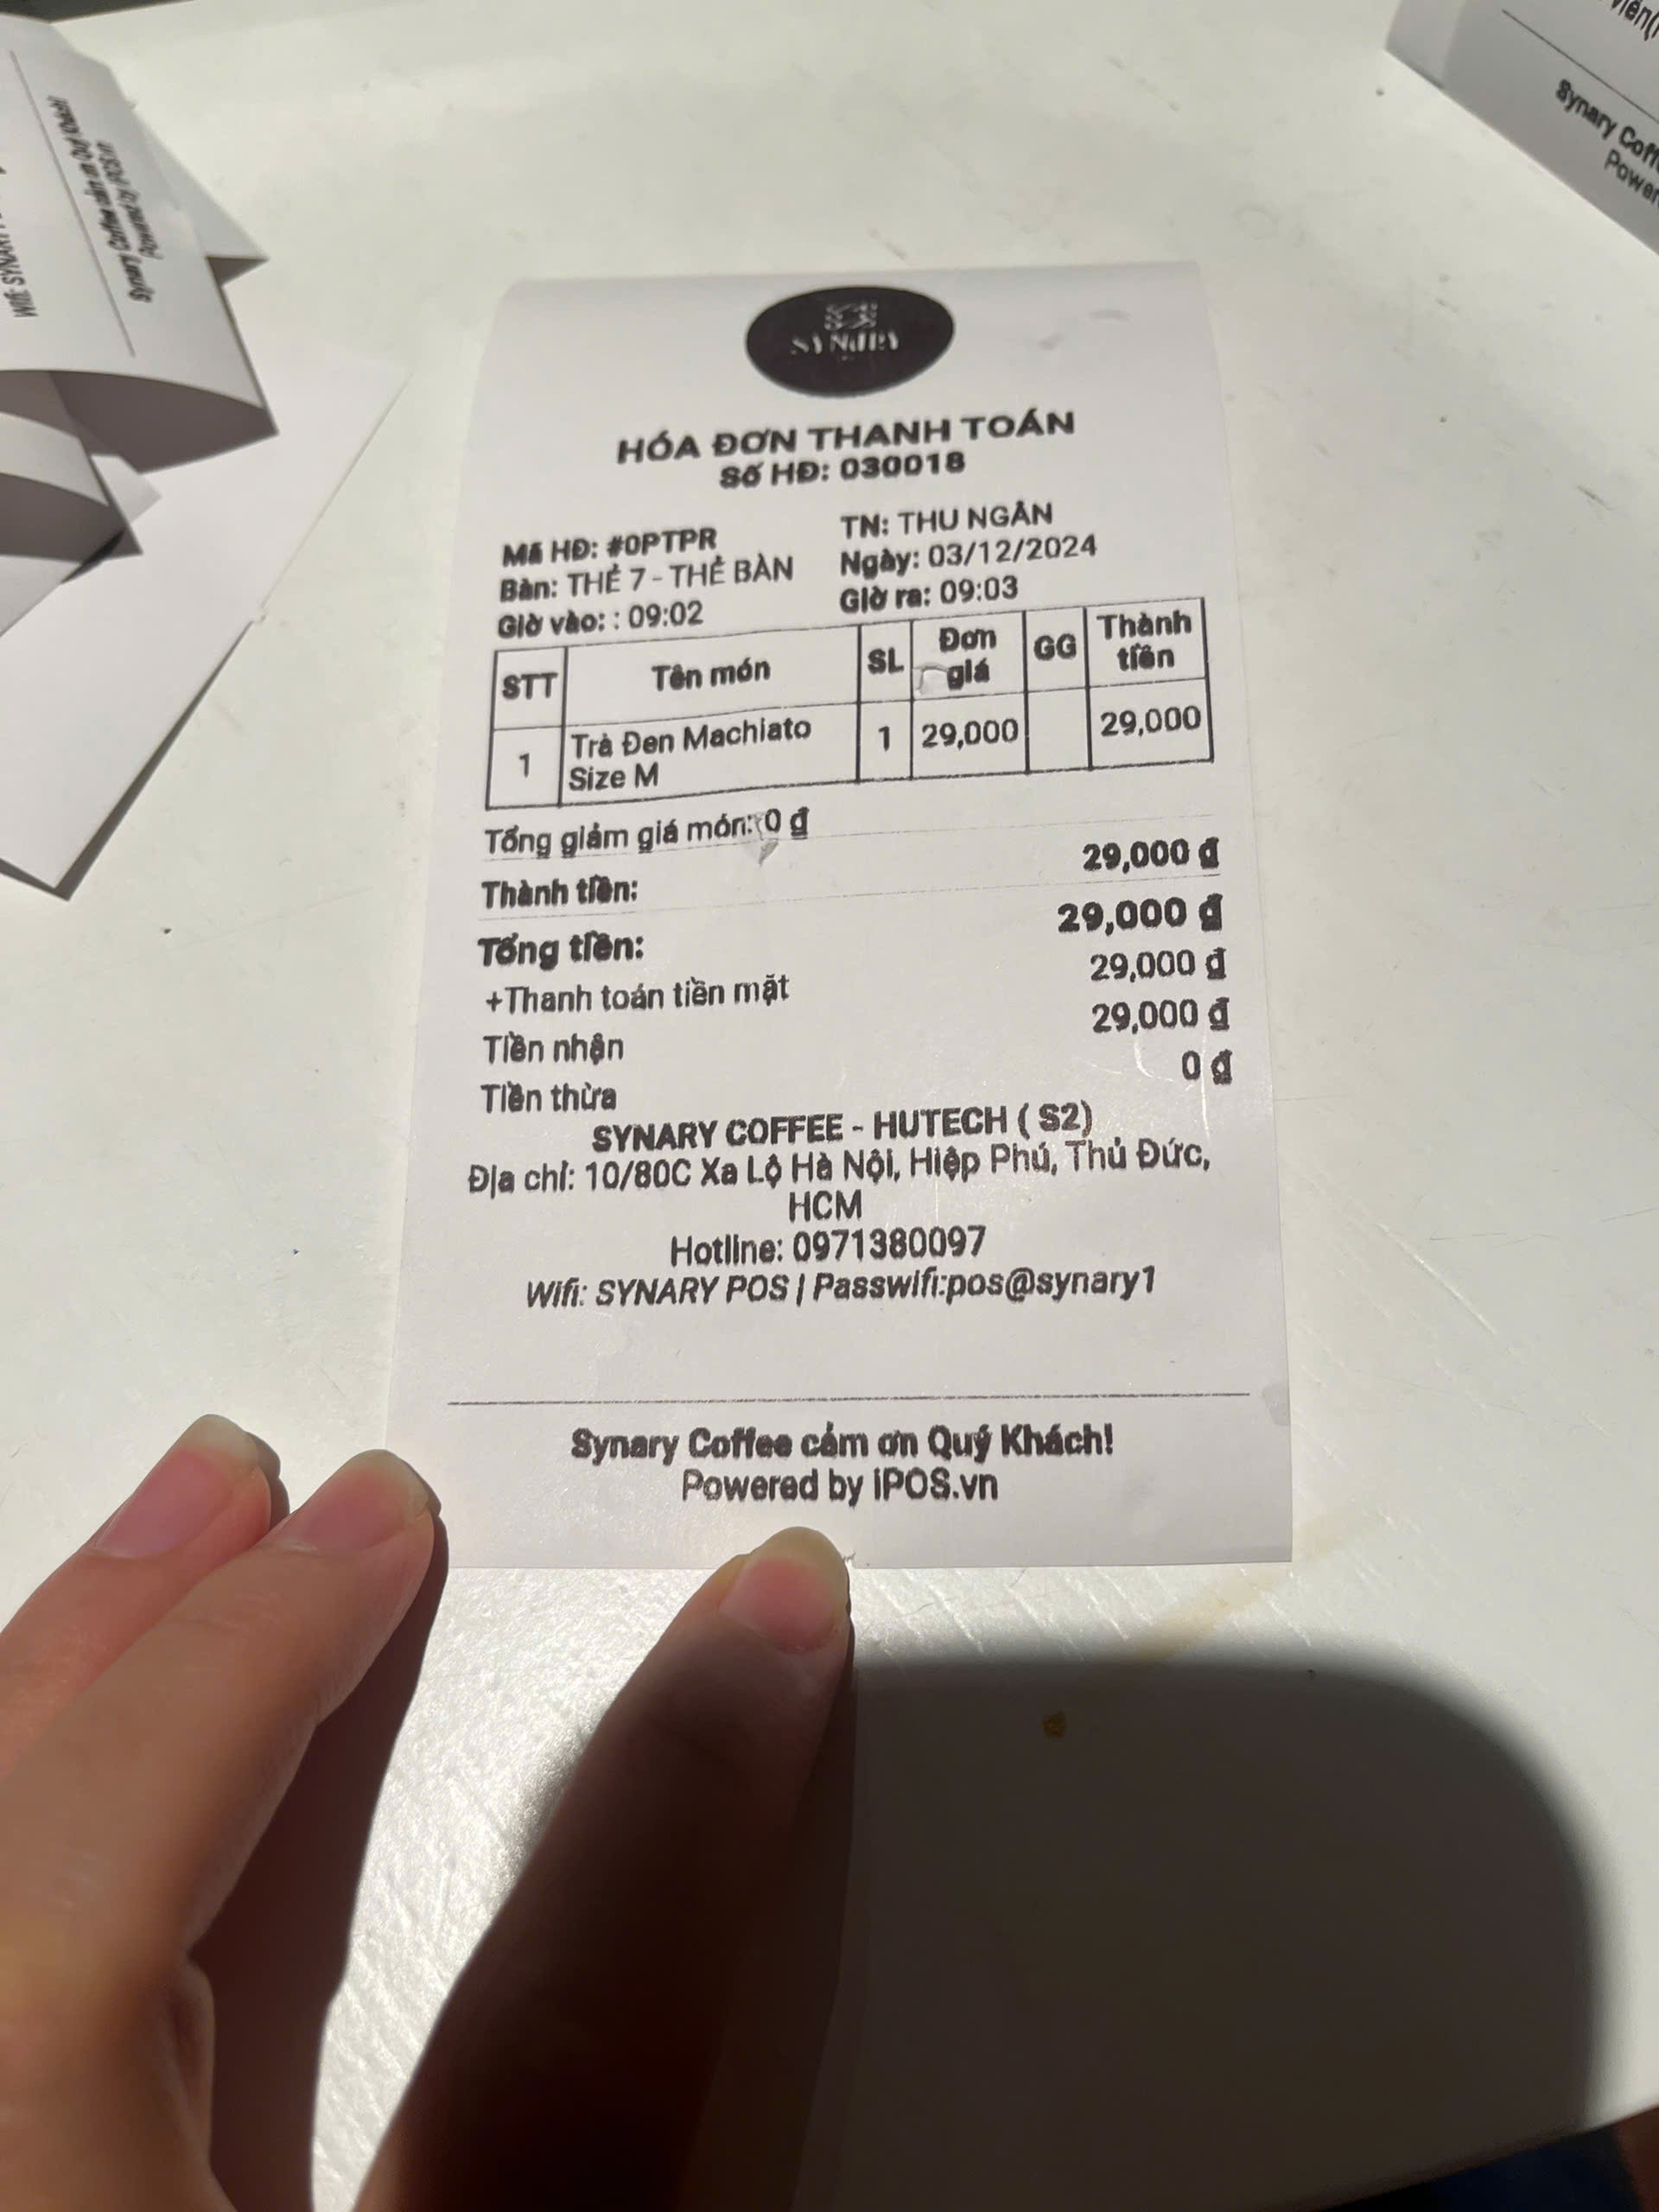 SYNARY
HÓA ĐƠN THANH TOÁN
Số HĐ: 030018
Mã HĐ: #0PTPR
TN: THU NGÂN
Bàn: THẺ 7 - THẺ BÀN
Ngày: 03/12/2024
Giờ vào: : 09:02
Giờ ra: 09:03
STT Tên món SL Đơn giá GG Thành tiền
1 Trà Đen Machiato Size M 1 29,000 29,000
Tổng giảm giá món: 0 ₫
Thành tiền: 29,000 ₫
Tổng tiền: 29,000 ₫
+Thanh toán tiền mặt 29,000 ₫
Tiền nhận 29,000 ₫
Tiền thừa 0 ₫
SYNARY COFFEE - HUTECH ( S2)
Địa chỉ: 10/80C Xa Lộ Hà Nội, Hiệp Phú, Thủ Đức,
HCM
Hotline: 0971380097
Wifi: SYNARY POS | Passwifi:pos@synary1
Synary Coffee cảm ơn Quý Khách!
Powered by iPOS.vn
Synary Coffee cảm ơn Quý Khách!
Powered by iPOS.vn
Synary